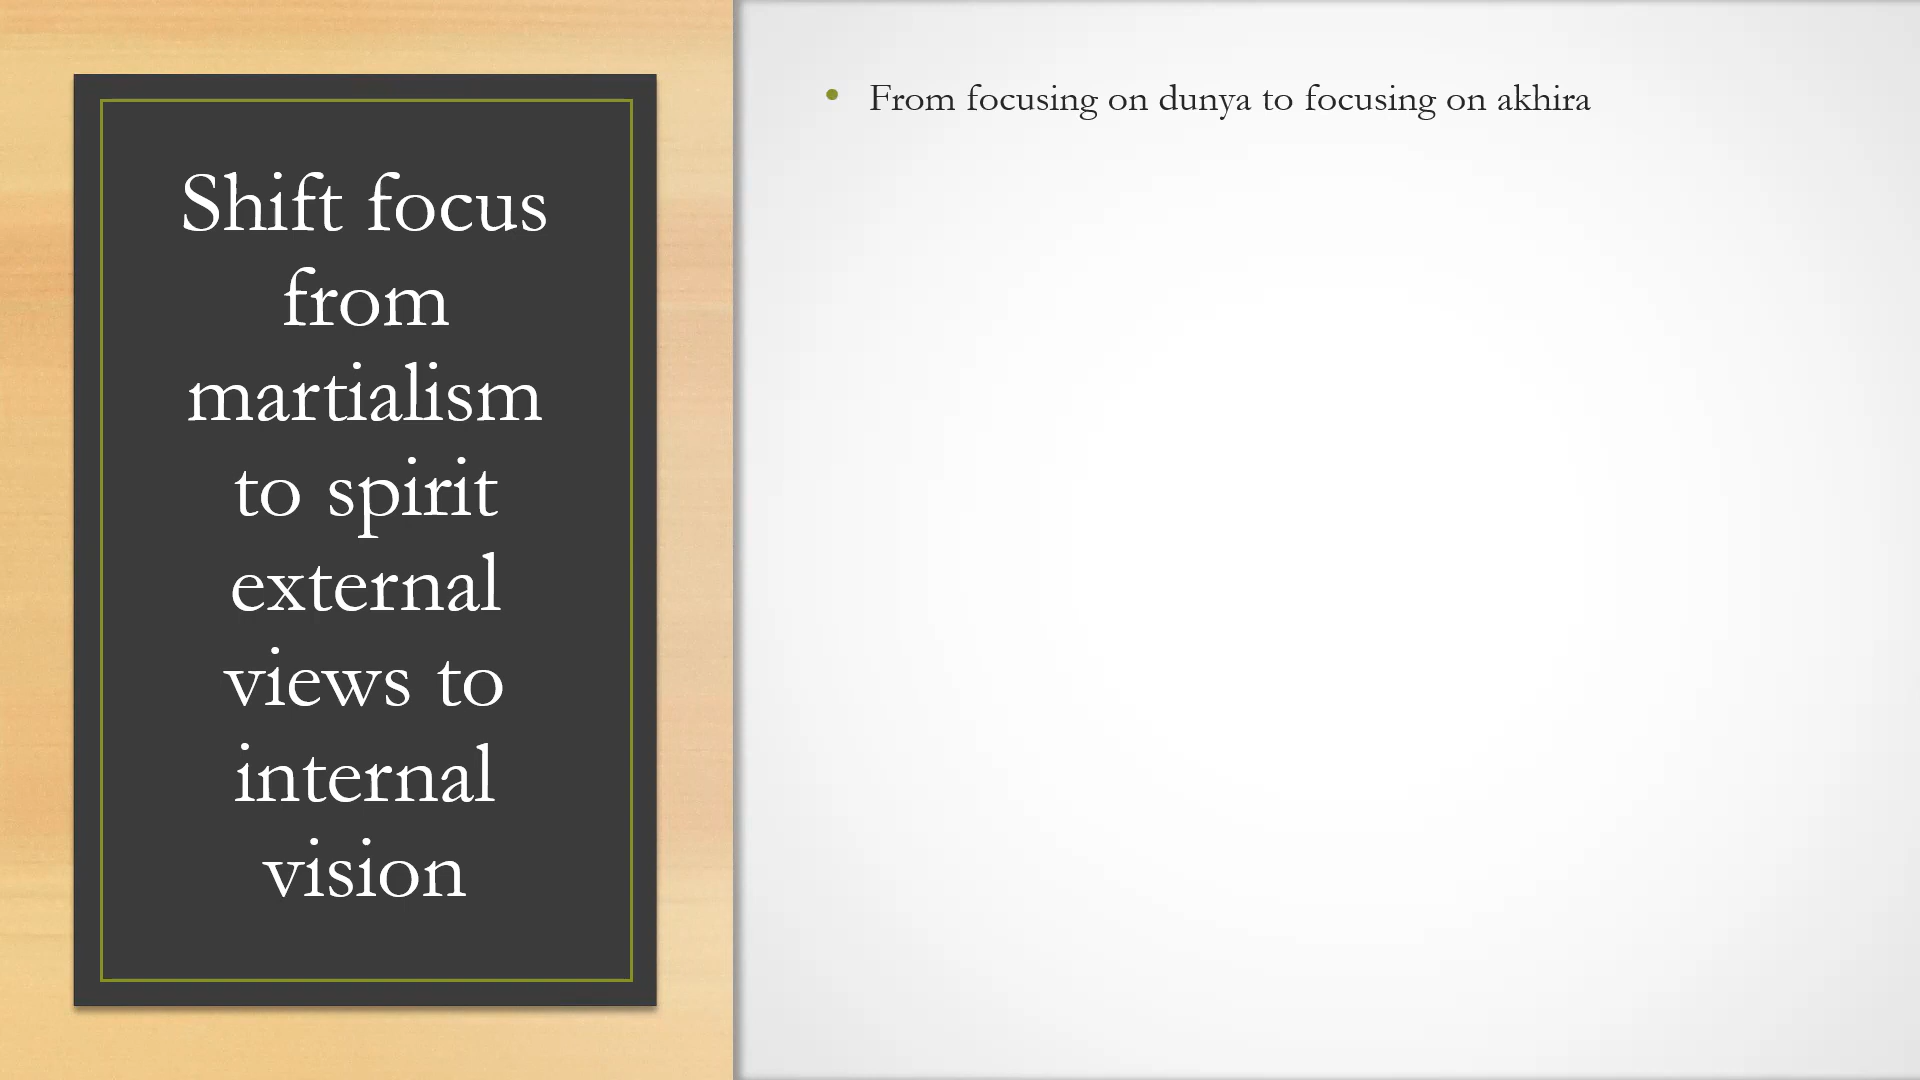 Shift focus
from
martialism
to spirit
external
views to
internal
vision
• From focusing on dunya to focusing on akhira